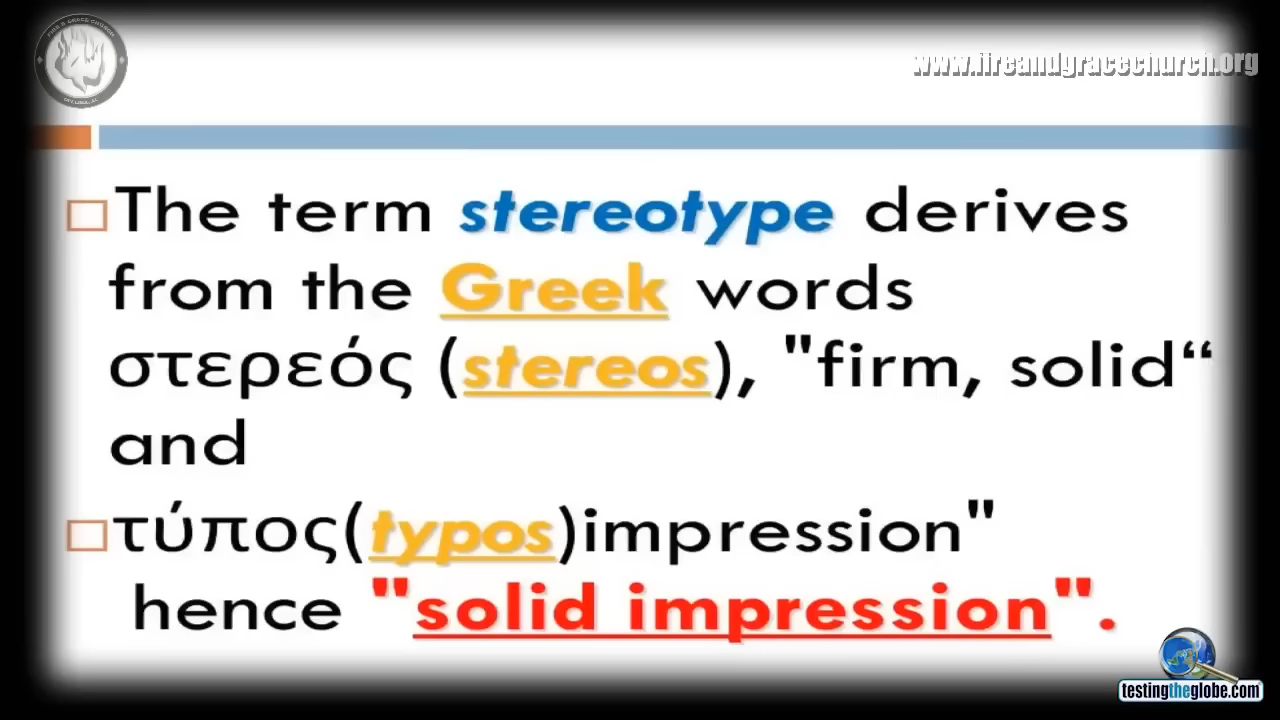 www.fireandgracechurch.org
The term stereotype derives
from the Greek words
στερεός (stereos), "firm, solid“
and
τύπος(typos)impression"
hence "solid impression".
testingtheglobe.com